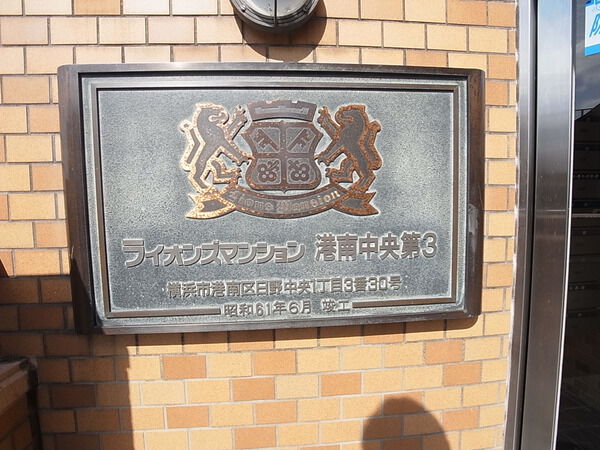 Lions Mansion
ライオンズマンション 港南中央第3
横浜市港南区日野中央1丁目3番30号
昭和61年6月 竣工